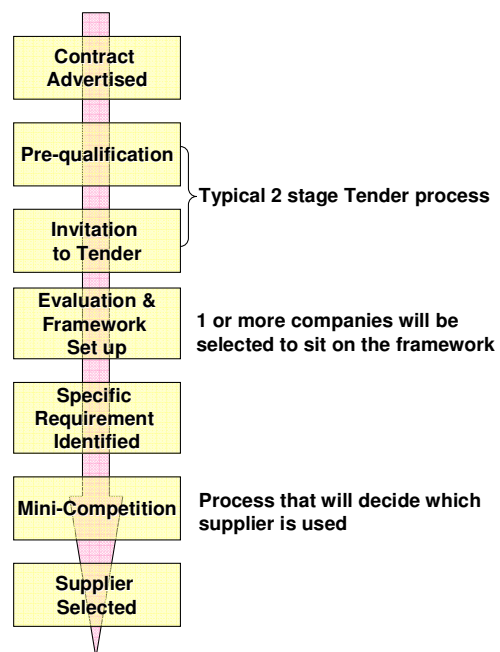 Contract
Advertised
Pre-qualification
Typical 2 stage Tender process
Invitation
to Tender
Evaluation &
Framework
Set up
1 or more companies will be
selected to sit on the framework
Specific
Requirement
Identified
Mini-Competition
Process that will decide which
supplier is used
Supplier
Selected